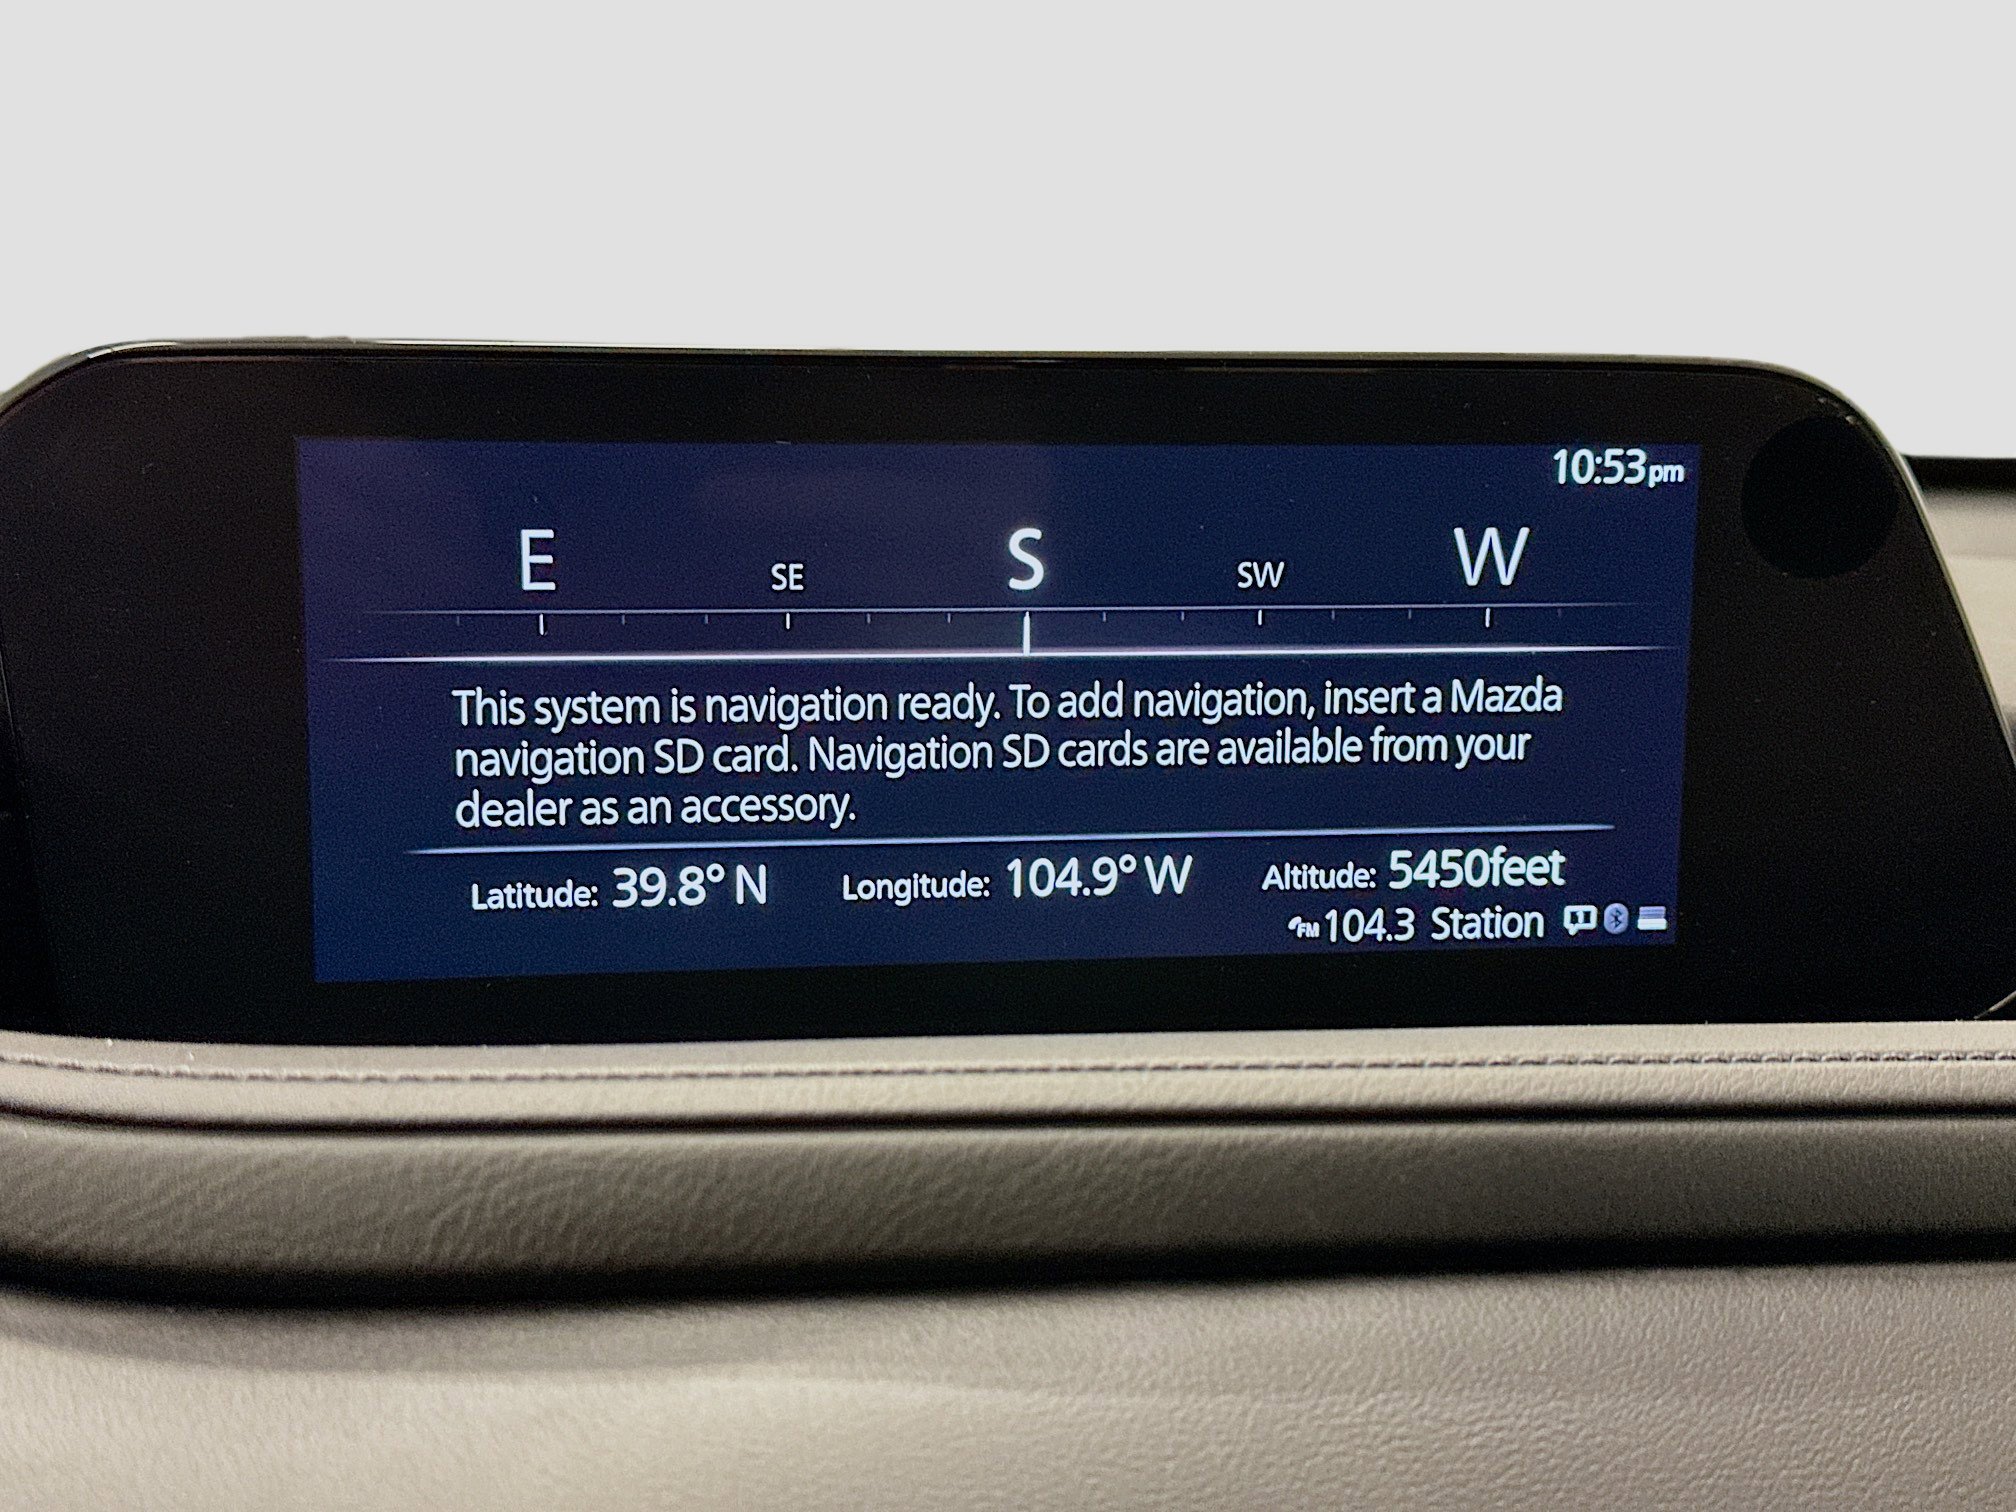 10:53pm
E SE S SW W
This system is navigation ready. To add navigation, insert a Mazda
navigation SD card. Navigation SD cards are available from your
dealer as an accessory.
Latitude: 39.8° N Longitude: 104.9° W Altitude: 5450feet
FM 104.3 Station 1